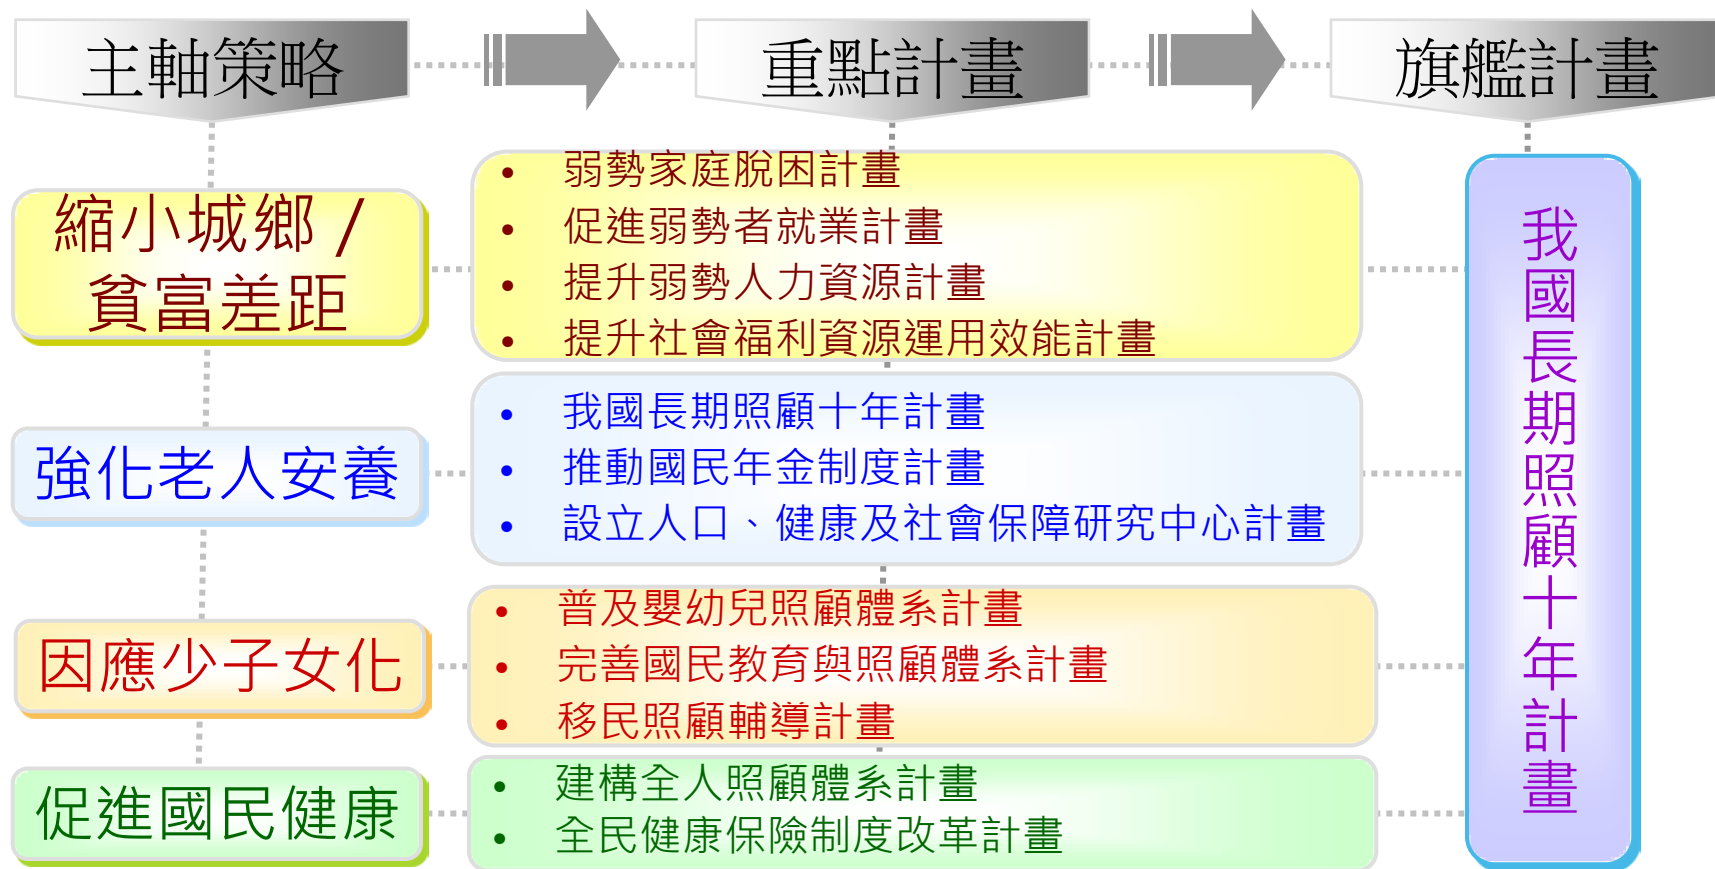 主軸策略
重點計畫
旗艦計畫
縮小城鄉/
貧富差距
• 弱勢家庭脫困計畫
• 促進弱勢者就業計畫
• 提升弱勢人力資源計畫
• 提升社會福利資源運用效能計畫
強化老人安養
• 我國長期照顧十年計畫
• 推動國民年金制度計畫
• 設立人口、健康及社會保障研究中心計畫
因應少子女化
• 普及嬰幼兒照顧體系計畫
• 完善國民教育與照顧體系計畫
• 移民照顧輔導計畫
促進國民健康
• 建構全人照顧體系計畫
• 全民健康保險制度改革計畫
我國長期照顧十年計畫